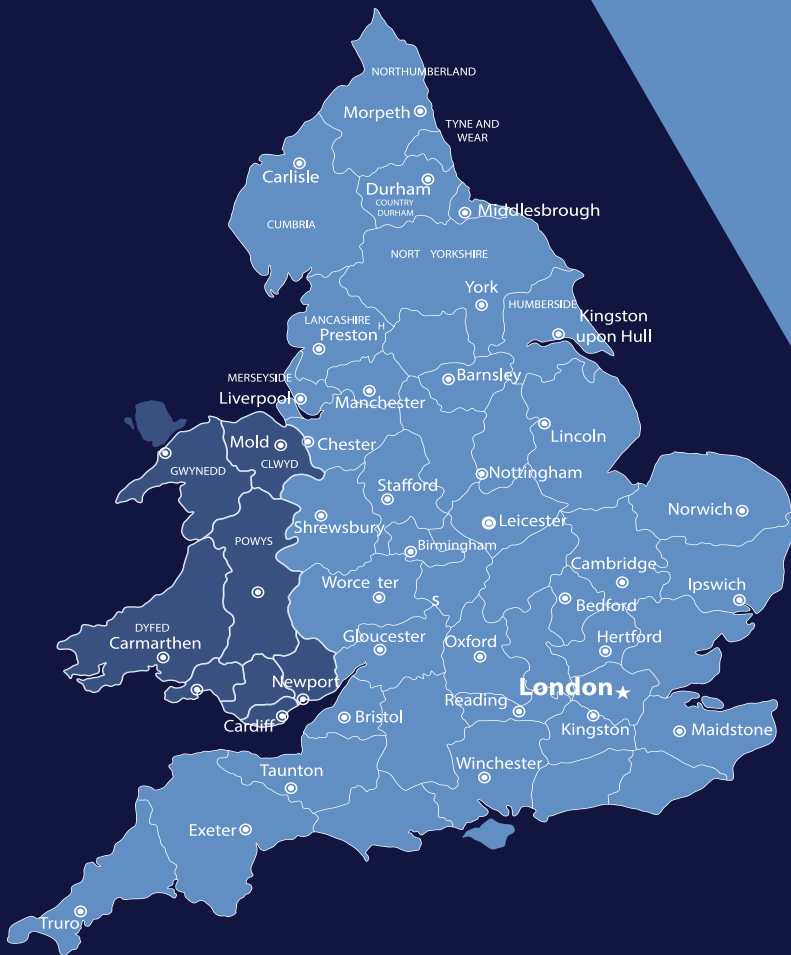 NORTHUMBERLAND
Morpeth
TYNE AND
WEAR
Carlisle
Durham
COUNTRY
DURHAM
Middlesbrough
CUMBRIA
NORT YORKSHIRE
York
HUMBERSIDE
Kingston
upon Hull
LANCASHIRE
H
Preston
MERSEYSIDE
Liverpool
Manchester
Barnsley
Mold
CLWYD
Chester
Lincoln
GWYNEDD
Nottingham
Stafford
Norwich
Shrewsbury
Leicester
POWYS
Birmingham
Cambridge
Worce ter
S
Bedford
Ipswich
DYFED
Carmarthen
Gloucester
Oxford
Hertford
Newport
London
Reading
Cardiff
Bristol
Kingston
Maidstone
Taunton
Winchester
Exeter
Truro